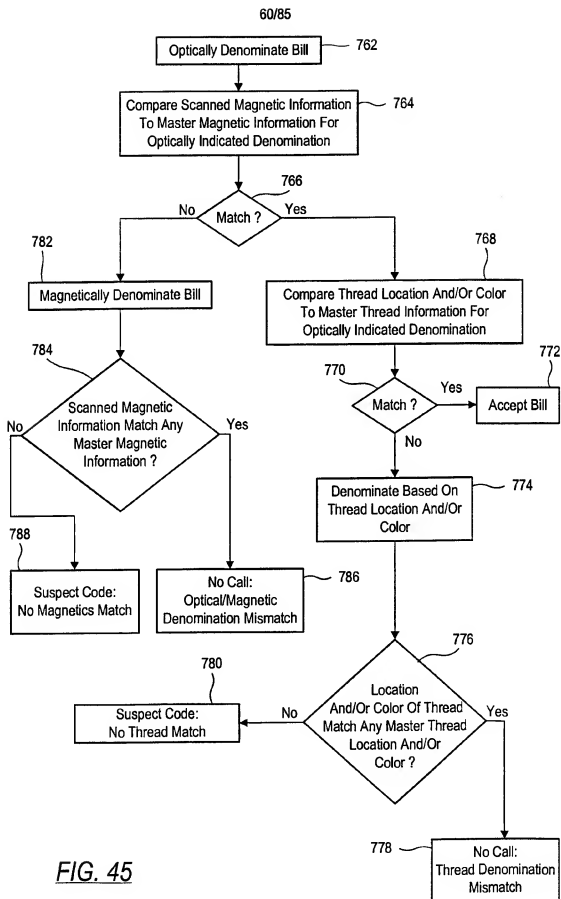 60/85
Optically Denominate Bill
762
Compare Scanned Magnetic Information
To Master Magnetic Information For
Optically Indicated Denomination
764
766
Match ?
No
Yes
782
Magnetically Denominate Bill
768
Compare Thread Location And/Or Color
To Master Thread Information For
Optically Indicated Denomination
784
Scanned Magnetic
Information Match Any
Master Magnetic
Information ?
No
Yes
770
Match ?
Yes
No
772
Accept Bill
Denominate Based On
Thread Location And/Or
Color
774
788
Suspect Code:
No Magnetics Match
No Call:
Optical/Magnetic
Denomination Mismatch
786
776
Location
And/Or Color Of Thread
Match Any Master Thread
Location And/Or
Color ?
No
Yes
780
Suspect Code:
No Thread Match
778
No Call:
Thread Denomination
Mismatch
FIG. 45